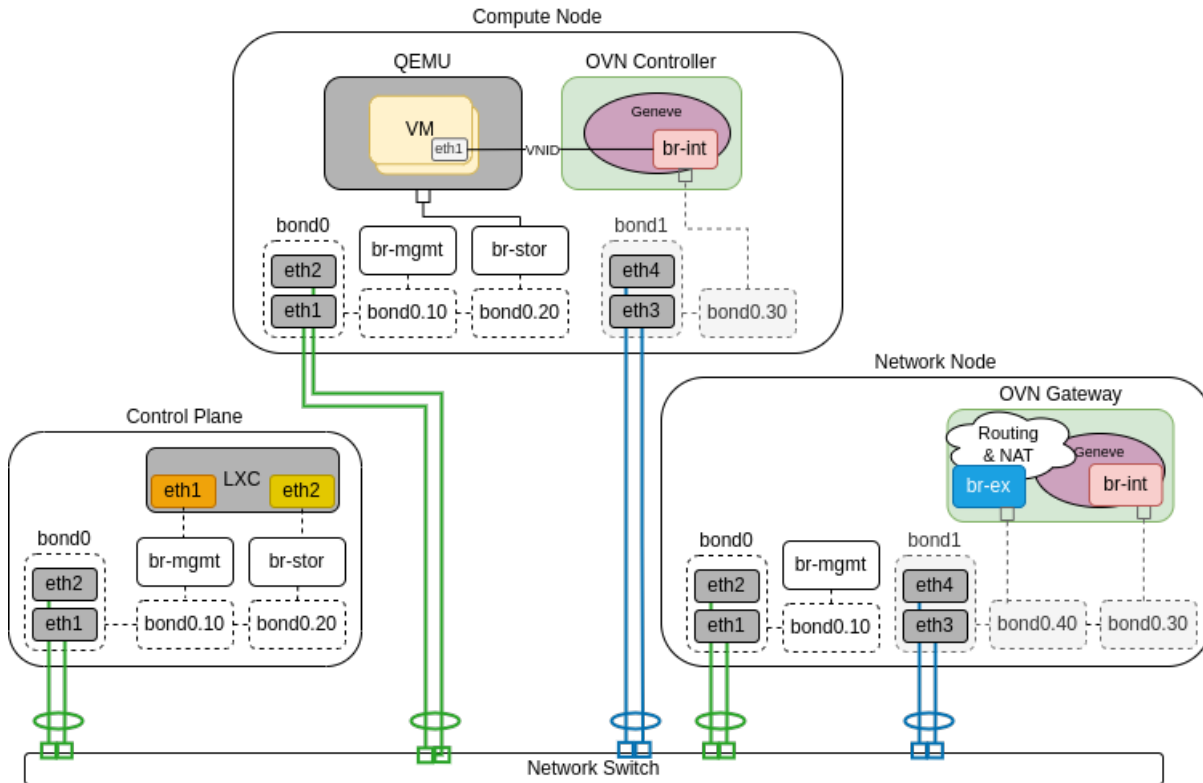 Compute Node
QEMU
OVN Controller
VM
eth1
VNID
Geneve
br-int
bond0
eth2
eth1
br-mgmt
bond0.10
br-stor
bond0.20
bond1
eth4
eth3
bond0.30
Control Plane
LXC
eth1
eth2
bond0
eth2
eth1
br-mgmt
bond0.10
br-stor
bond0.20
Network Node
OVN Gateway
Routing
& NAT
Geneve
br-ex
br-int
bond0
eth2
eth1
br-mgmt
bond0.10
bond1
eth4
eth3
bond0.40
bond0.30
Network Switch